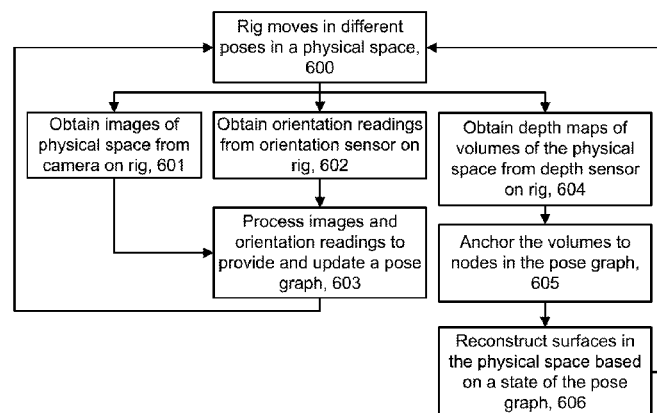 Rig moves in different
poses in a physical space,
600
Obtain images of
physical space from
camera on rig, 601
Obtain orientation readings
from orientation sensor on
rig, 602
Obtain depth maps of
volumes of the physical
space from depth sensor
on rig, 604
Process images and
orientation readings to
provide and update a pose
graph, 603
Anchor the volumes to
nodes in the pose graph,
605
Reconstruct surfaces in
the physical space based
on a state of the pose
graph, 606